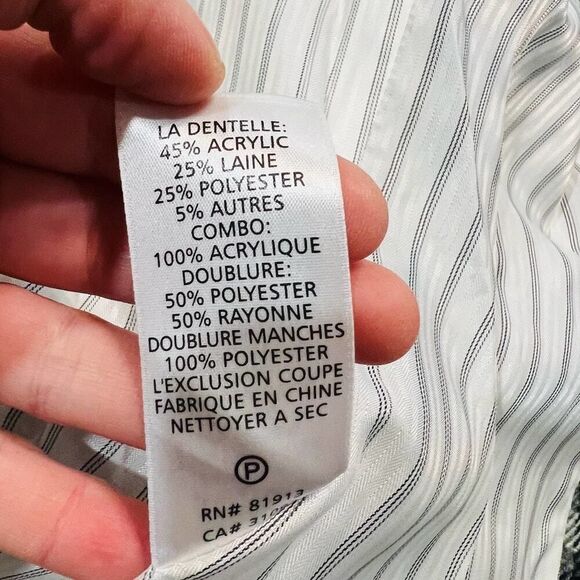 LA DENTELLE:
45% ACRYLIC
25% LAINE
25% POLYESTER
5% AUTRES
COMBO:
100% ACRYLIQUE
DOUBLURE:
50% POLYESTER
50% RAYONNE
DOUBLURE MANCHES
100% POLYESTER
L'EXCLUSION COUPE
FABRIQUE EN CHINE
NETTOYER A SEC
P
RN# 81913
CA#